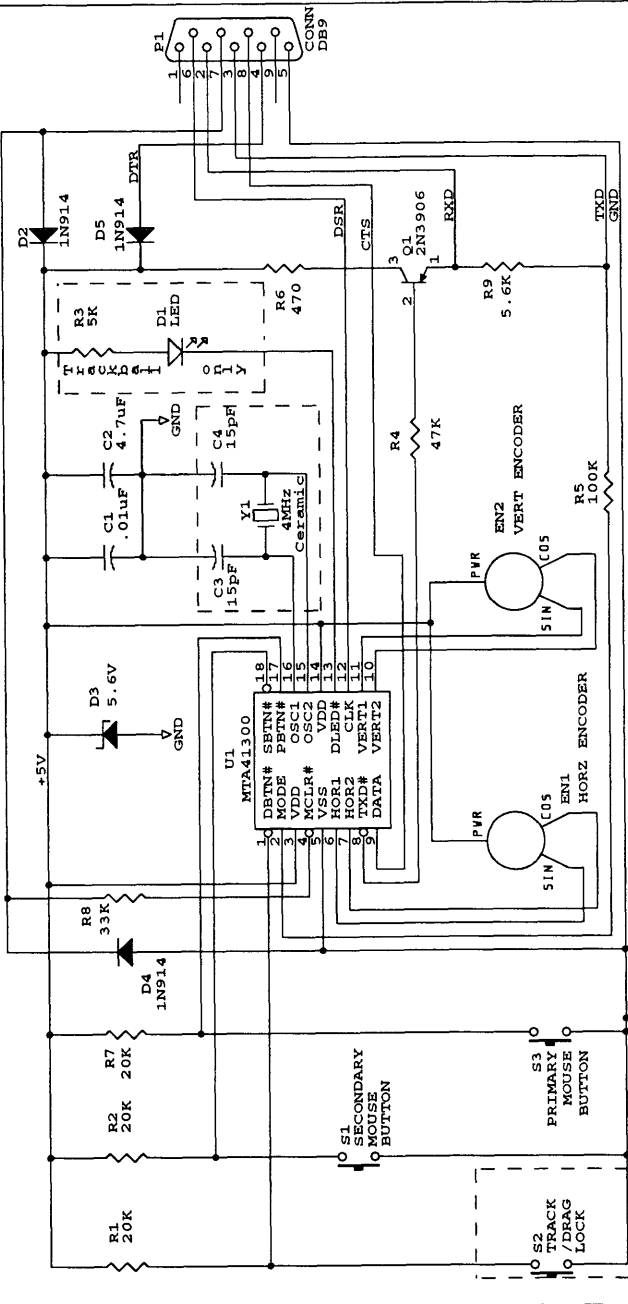 P1
CONN
DB9
1
6
2
7
3
8
4
9
5
D2
1N914
D5
1N914
DTR
DSR
CTS
RXD
TXD
GND
R3
5K
D1
LED
Trackball only
R6
470
3
2
1
Q1
2N3906
R9
5.6K
C2
4.7uF
C1
.01uF
GND
C4
15pF
C3
15pF
Y1
4MHz
Ceramic
R4
47K
R5
100K
EN2
VERT ENCODER
PWR
SIN
COS
D3
5.6V
GND
+5V
U1
MTA41300
1 DBTN#
2 MODE
3 VDD
4 MCLR#
5 VSS
6 HOR1
7 HOR2
8 TXD#
9 DATA
18 SBTN#
17 PBTN#
16 OSC1
15 OSC2
14 VDD
13 DLED#
12 CLK
11 VERT1
10 VERT2
EN1
HORZ ENCODER
PWR
SIN
COS
R8
33K
D4
1N914
R7
20K
R2
20K
R1
20K
S1
SECONDARY
MOUSE
BUTTON
S3
PRIMARY
MOUSE
BUTTON
S2
TRACK
/DRAG
LOCK